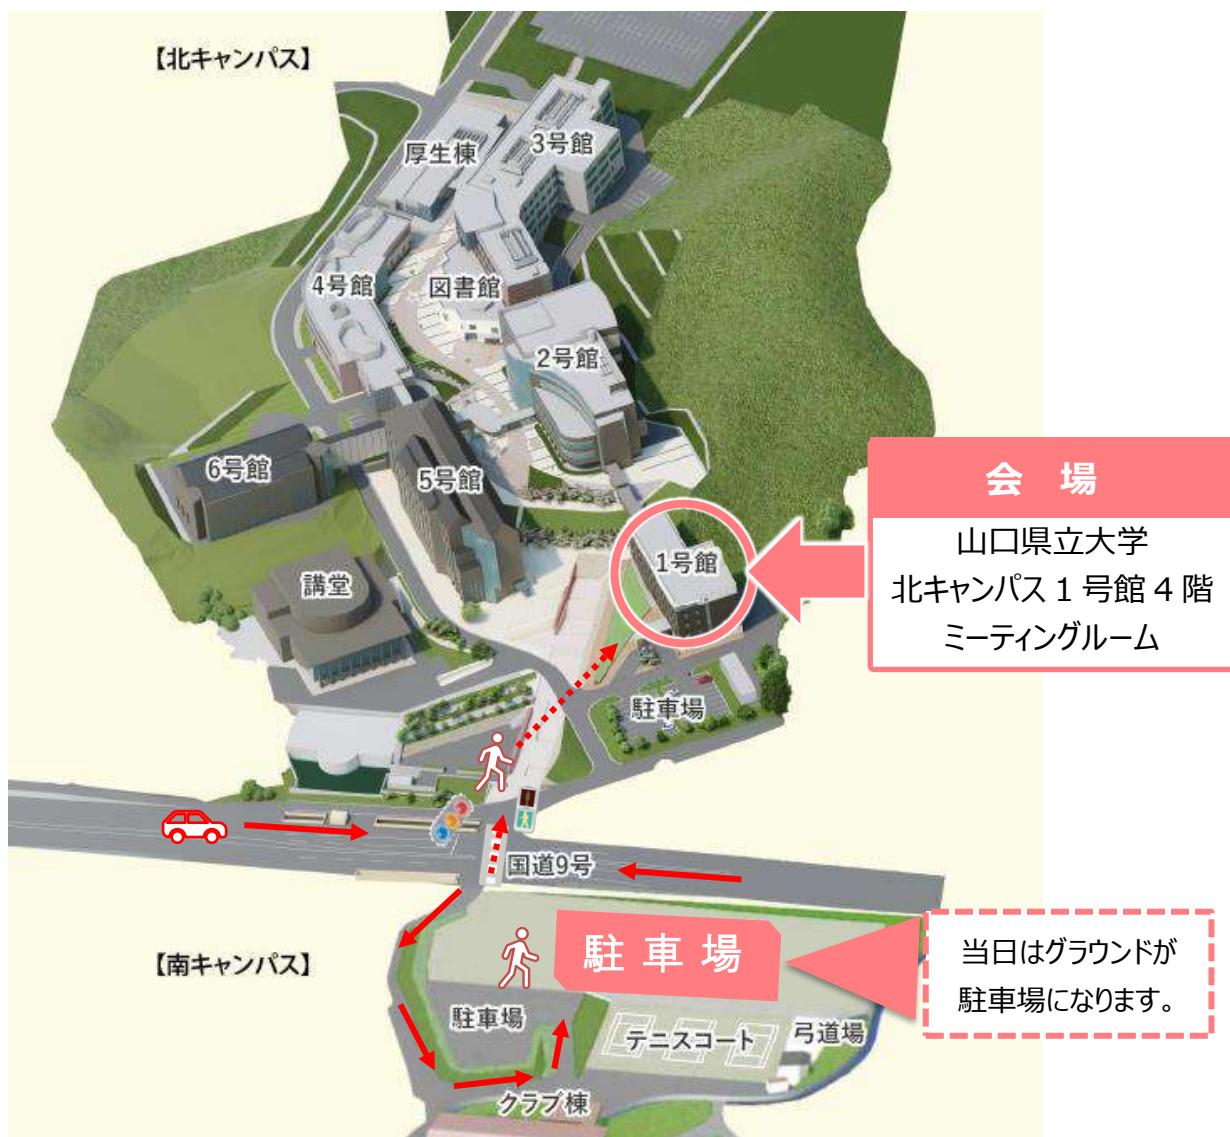 【北キャンパス】
3号館
厚生棟
4号館
図書館
2号館
6号館
5号館
1号館
講堂
会場
山口県立大学
北キャンパス 1 号館 4 階
ミーティングルーム
駐車場
国道9号
【南キャンパス】
駐車場
当日はグラウンドが
駐車場になります。
駐車場
テニスコート
弓道場
クラブ棟